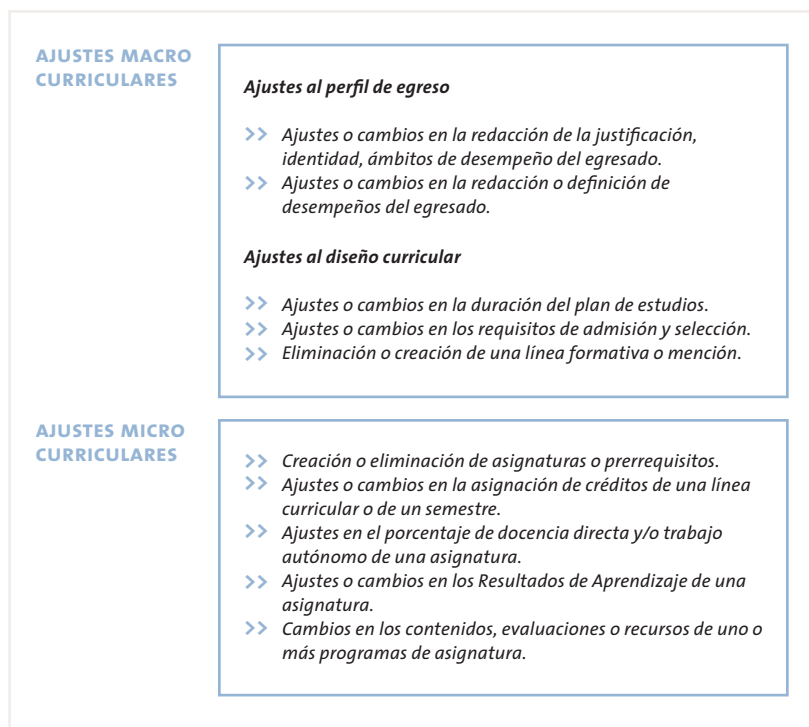 AJUSTES MACRO
CURRICULARES
Ajustes al perfil de egreso
>> Ajustes o cambios en la redacción de la justificación,
identidad, ámbitos de desempeño del egresado.
>> Ajustes o cambios en la redacción o definición de
desempeños del egresado.
Ajustes al diseño curricular
>> Ajustes o cambios en la duración del plan de estudios.
>> Ajustes o cambios en los requisitos de admisión y selección.
>> Eliminación o creación de una línea formativa o mención.
AJUSTES MICRO
CURRICULARES
>> Creación o eliminación de asignaturas o prerrequisitos.
>> Ajustes o cambios en la asignación de créditos de una línea
curricular o de un semestre.
>> Ajustes en el porcentaje de docencia directa y/o trabajo
autónomo de una asignatura.
>> Ajustes o cambios en los Resultados de Aprendizaje de una
asignatura.
>> Cambios en los contenidos, evaluaciones o recursos de uno o
más programas de asignatura.